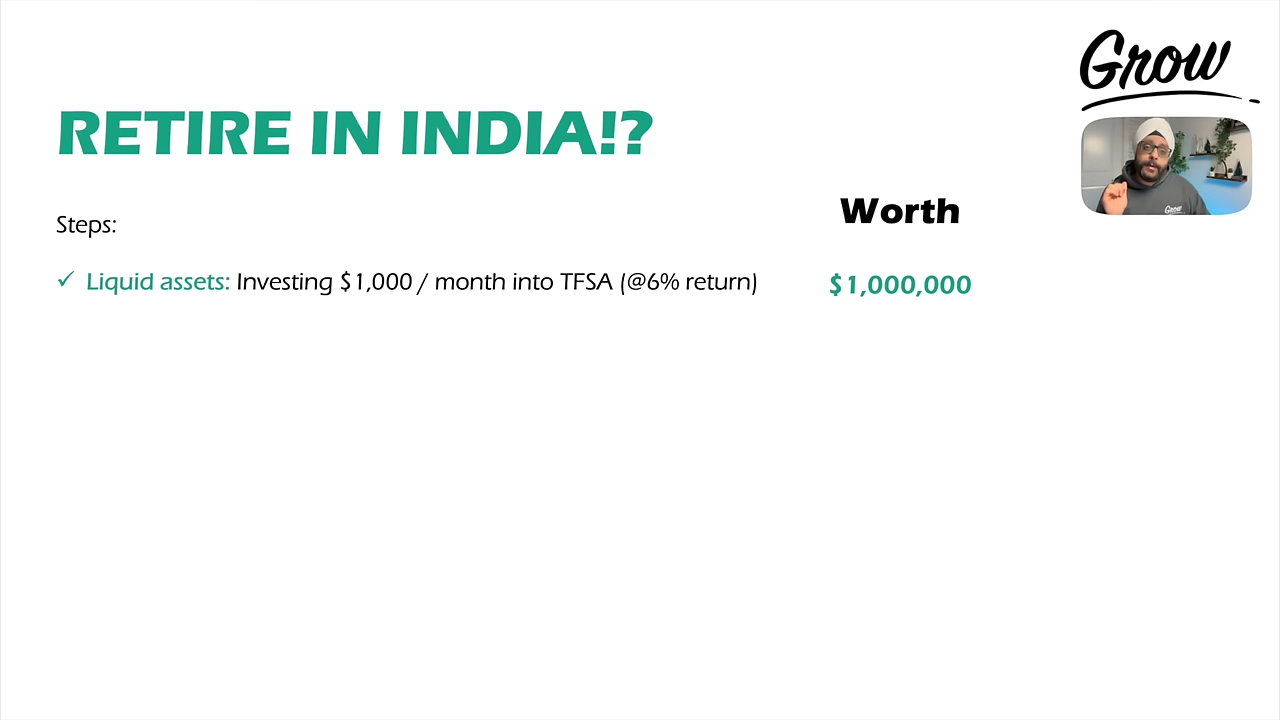 Grow
RETIRE IN INDIA!?
Worth
Steps:
✓ Liquid assets: Investing $1,000 / month into TFSA (@6% return)
$1,000,000
Grow